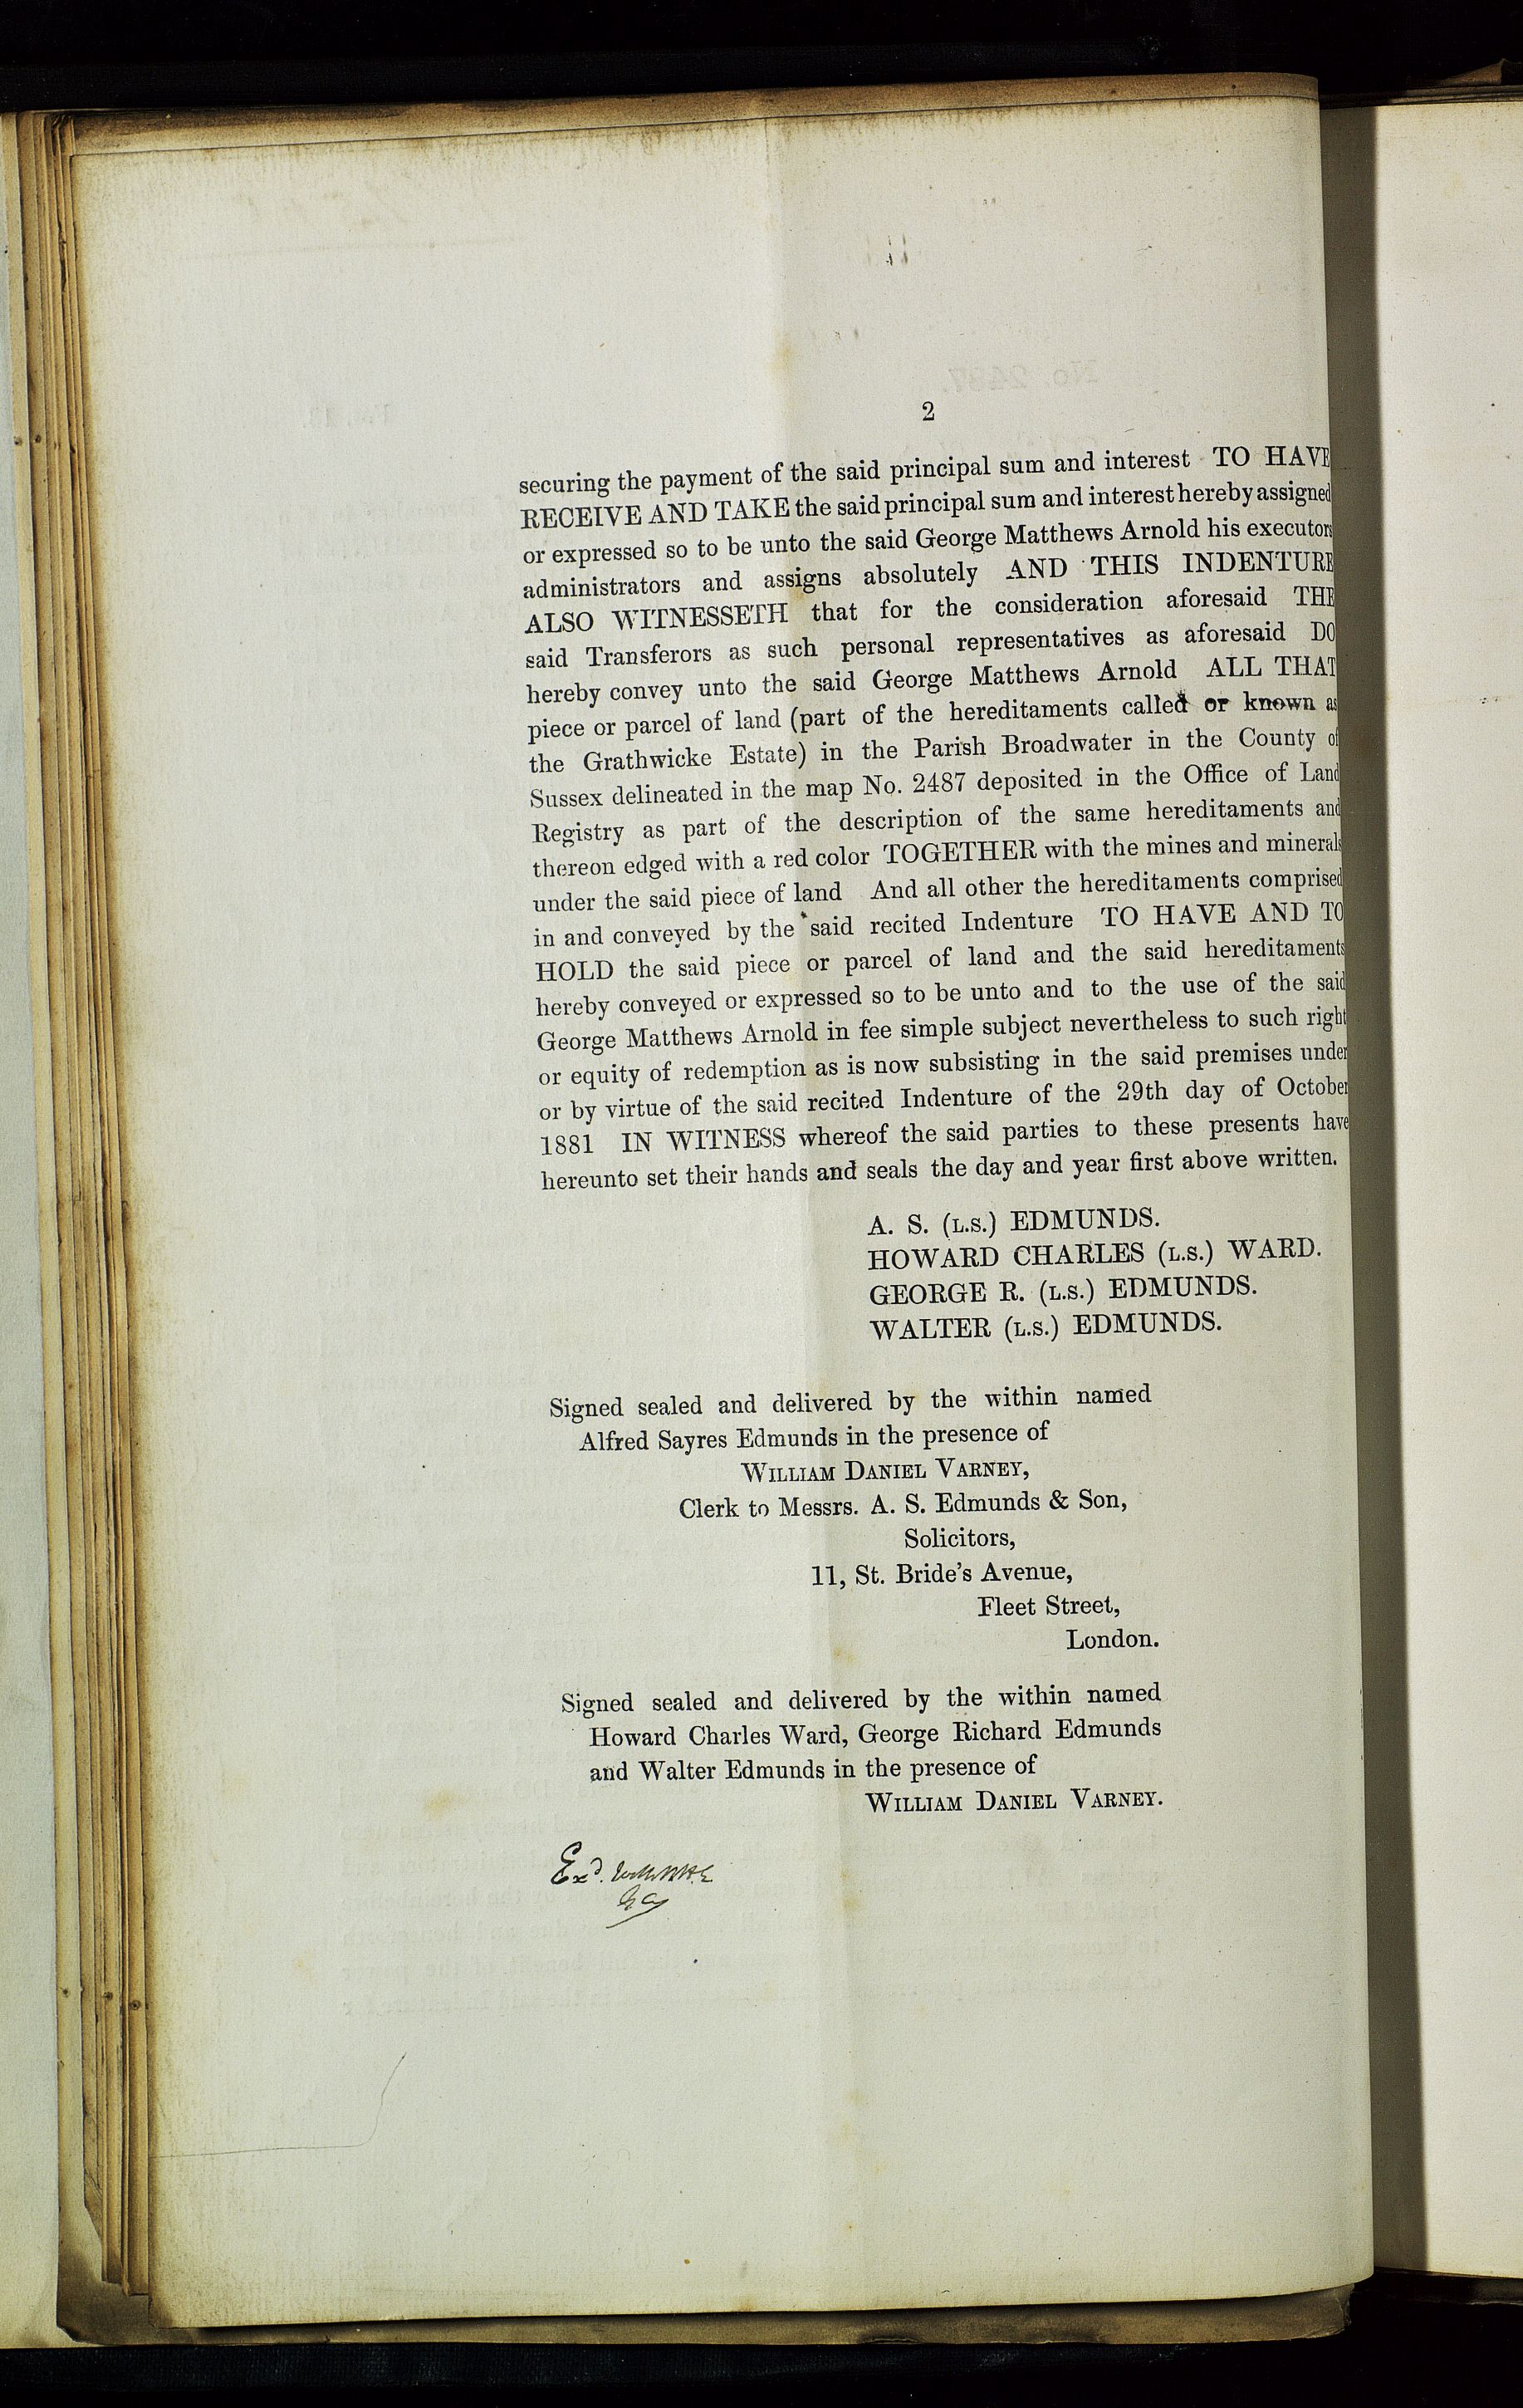 2
securing the payment of the said principal sum and interest TO HAVE
RECEIVE AND TAKE the said principal sum and interest hereby assigned
or expressed so to be unto the said George Matthews Arnold his executors
administrators and assigns absolutely AND THIS INDENTURE
ALSO WITNESSETH that for the consideration aforesaid THE
said Transferors as such personal representatives as aforesaid DO
hereby convey unto the said George Matthews Arnold ALL THAT
piece or parcel of land (part of the hereditaments called or known as
the Grathwicke Estate) in the Parish Broadwater in the County of
Sussex delineated in the map No. 2487 deposited in the Office of Land
Registry as part of the description of the same hereditaments and
thereon edged with a red color TOGETHER with the mines and minerals
under the said piece of land And all other the hereditaments comprised
in and conveyed by the said recited Indenture TO HAVE AND TO
HOLD the said piece or parcel of land and the said hereditaments
hereby conveyed or expressed so to be unto and to the use of the said
George Matthews Arnold in fee simple subject nevertheless to such right
or equity of redemption as is now subsisting in the said premises under
or by virtue of the said recited Indenture of the 29th day of October
1881 IN WITNESS whereof the said parties to these presents have
hereunto set their hands and seals the day and year first above written.
A. S. (L.S.) EDMUNDS.
HOWARD CHARLES (L.S.) WARD.
GEORGE R. (L.S.) EDMUNDS.
WALTER (L.S.) EDMUNDS.
Signed sealed and delivered by the within named
Alfred Sayres Edmunds in the presence of
WILLIAM DANIEL VARNEY,
Clerk to Messrs. A. S. Edmunds & Son,
Solicitors,
11, St. Bride's Avenue,
Fleet Street,
London.
Signed sealed and delivered by the within named
Howard Charles Ward, George Richard Edmunds
and Walter Edmunds in the presence of
WILLIAM DANIEL VARNEY.
Exd.